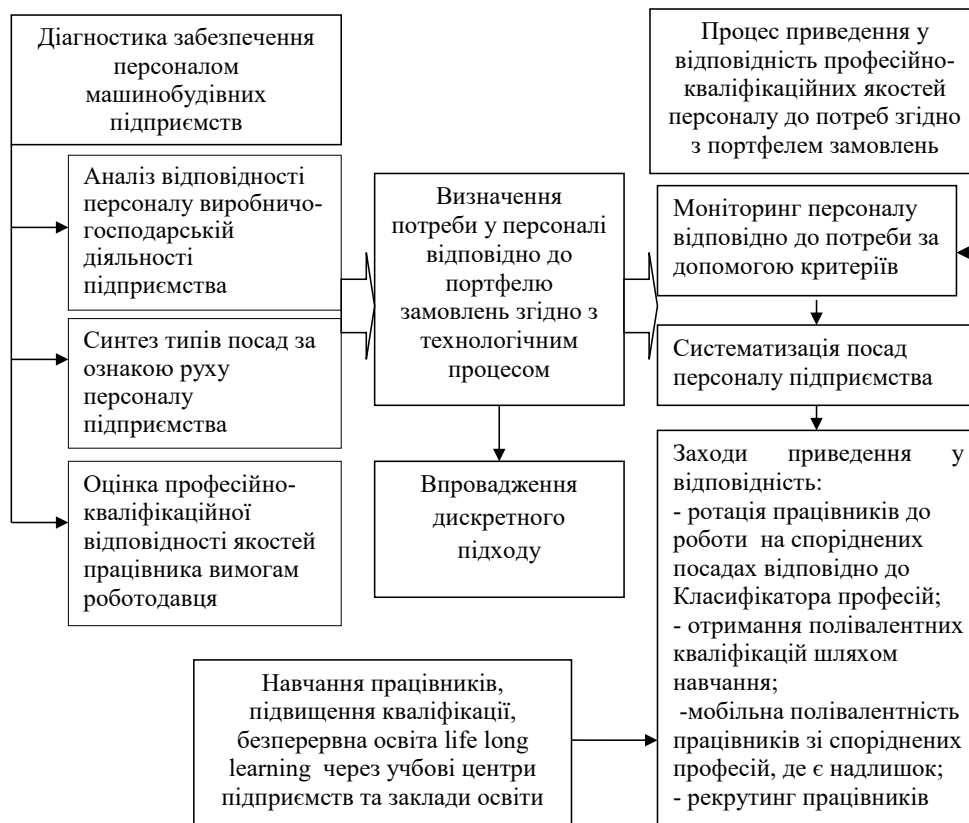 Діагностика забезпечення
персоналом
машинобудівних
підприємств
Аналіз відповідності
персоналу виробничо-
господарській
діяльності
підприємства
Синтез типів посад за
ознакою руху
персоналу
підприємства
Оцінка професійно-
кваліфікаційної
відповідності якостей
працівника вимогам
роботодавця
Визначення
потреби у персоналі
відповідно до
портфелю
замовлень згідно з
технологічним
процесом
Впровадження
дискретного
підходу
Навчання працівників,
підвищення кваліфікації,
безперервна освіта life long
learning через учбові центри
підприємств та заклади освіти
Процес приведення у
відповідність професійно-
кваліфікаційних якостей
персоналу до потреб згідно
з портфелем замовлень
Моніторинг персоналу
відповідно до потреби за
допомогою критеріїв
Систематизація посад
персоналу підприємства
Заходи приведення у
відповідність:
- ротація працівників до
роботи на споріднених
посадах відповідно до
Класифікатора професій;
- отримання полівалентних
кваліфікацій шляхом
навчання;
-мобільна полівалентність
працівників зі споріднених
професій, де є надлишок;
- рекрутинг працівників